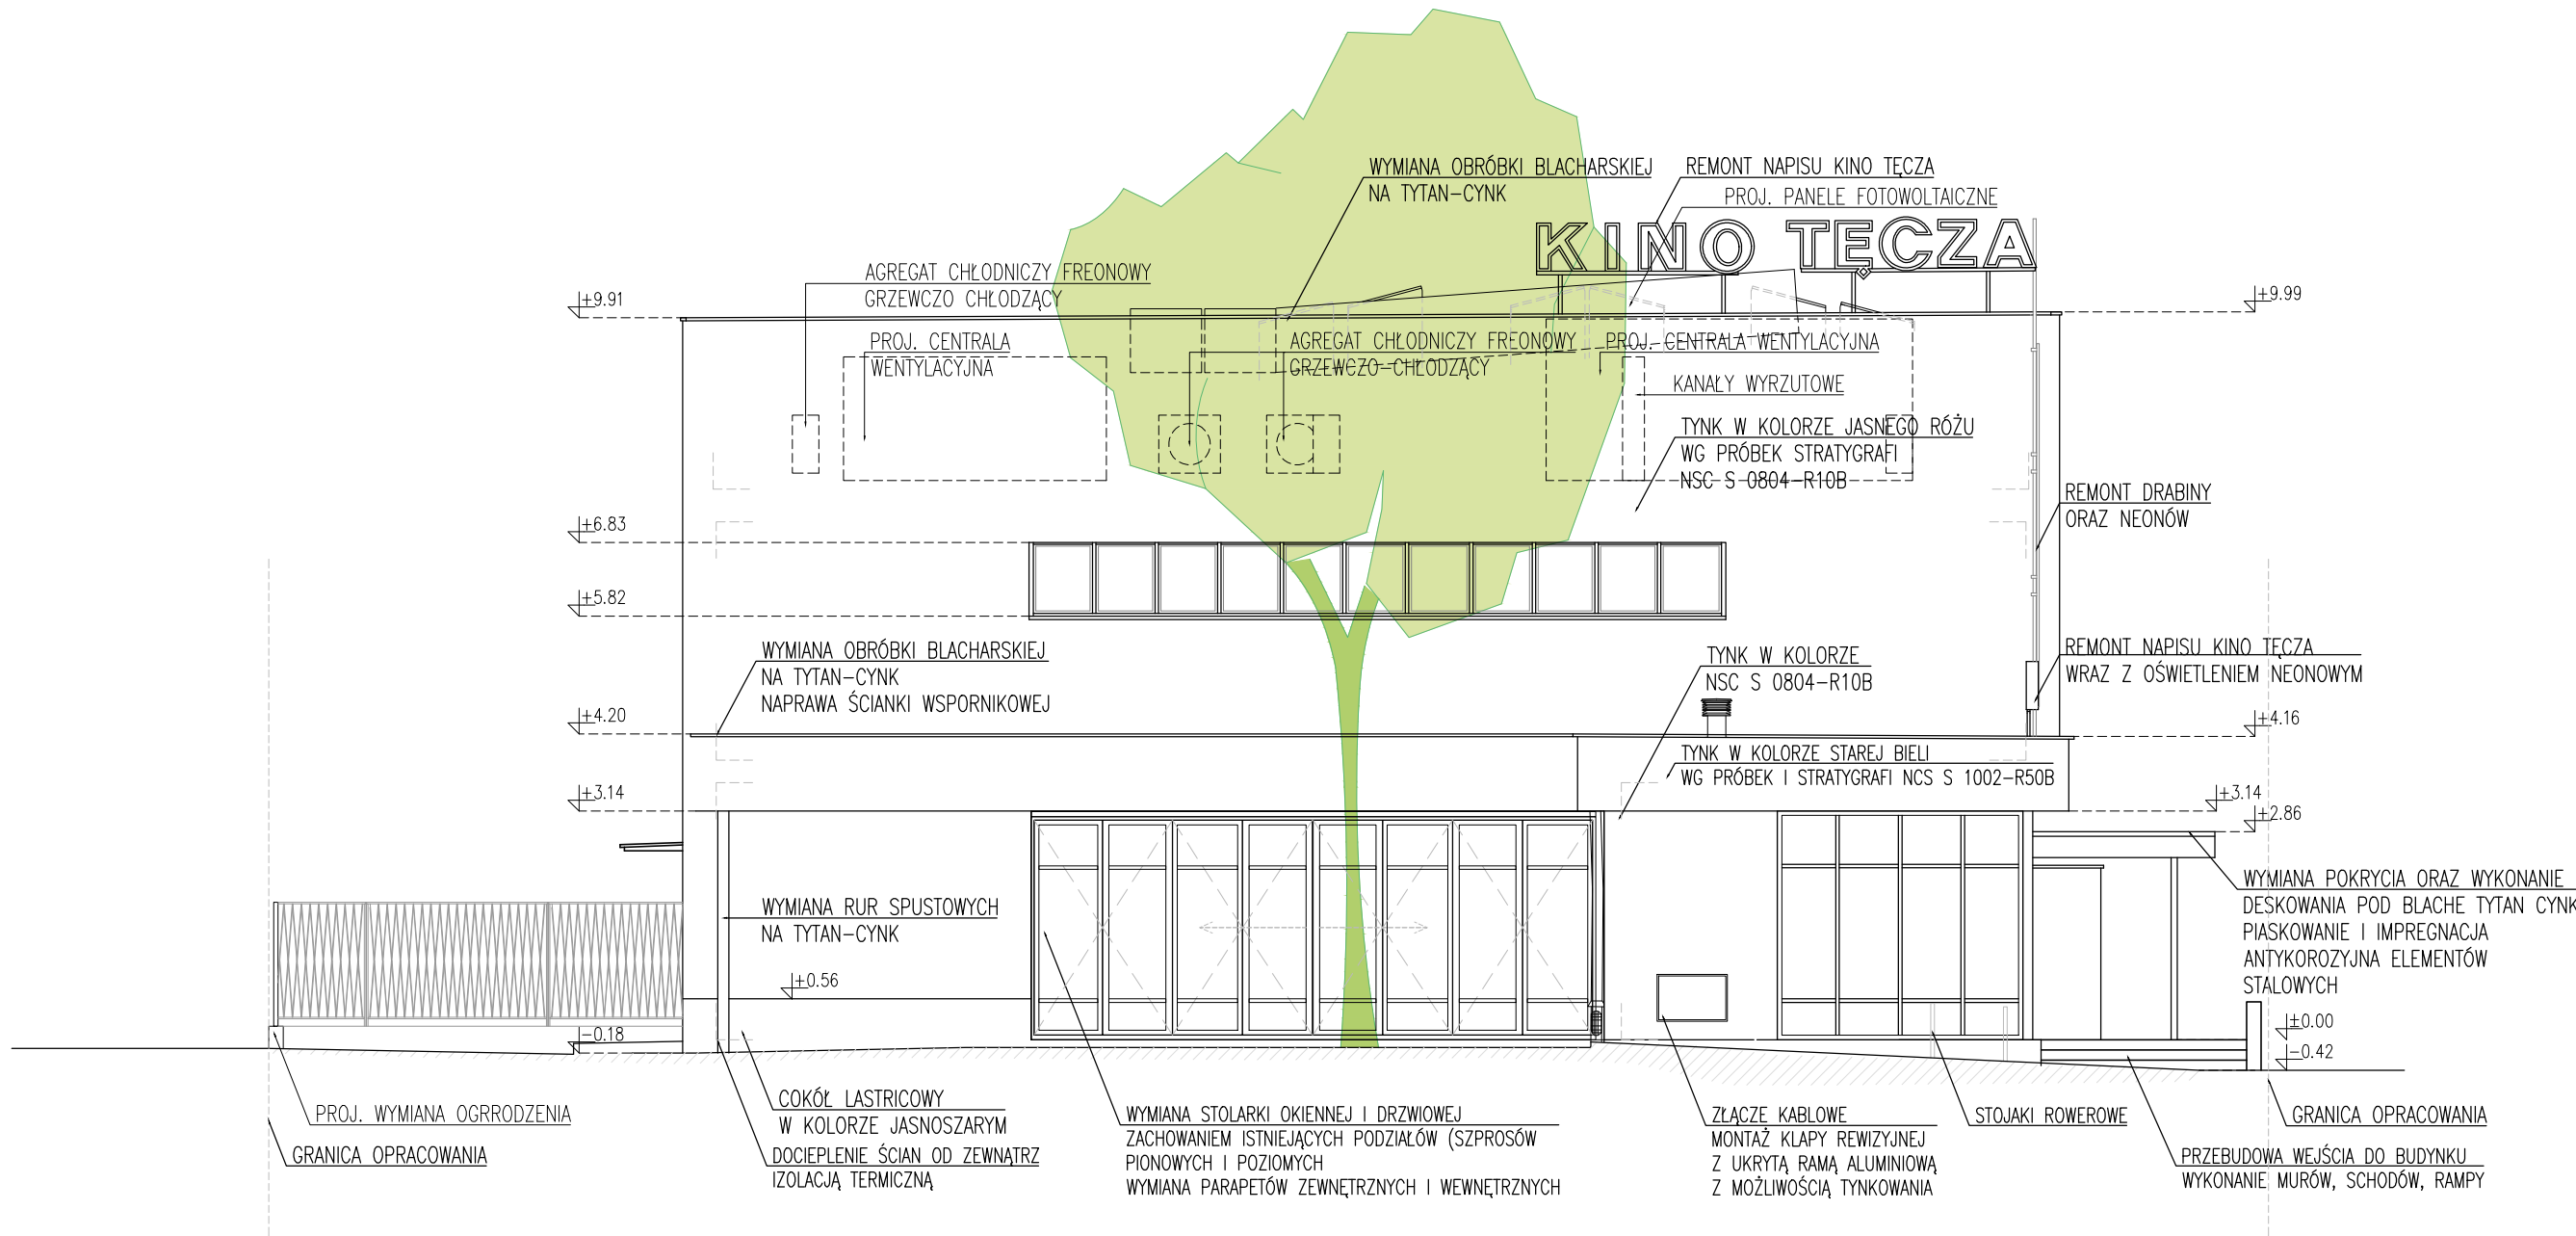 WYMIANA OBRÓBKI BLACHARSKIEJ
NA TYTAN-CYNK
REMONT NAPISU KINO TĘCZA
PROJ. PANELE FOTOWOLTAICZNE
KINO TĘCZA
AGREGAT CHŁODNICZY FREONOWY
GRZEWCZO CHŁODZĄCY
+9.91
+9.99
PROJ. CENTRALA
WENTYLACYJNA
AGREGAT CHŁODNICZY FREONOWY
GRZEWCZO-CHŁODZĄCY
PROJ. CENTRALA WENTYLACYJNA
KANAŁY WYRZUTOWE
TYNK W KOLORZE JASNEGO RÓŻU
WG PRÓBEK STRATYGRAFI
NSC S 0804-R10B
REMONT DRABINY
ORAZ NEONÓW
+6.83
+5.82
WYMIANA OBRÓBKI BLACHARSKIEJ
NA TYTAN-CYNK
NAPRAWA ŚCIANKI WSPORNIKOWEJ
TYNK W KOLORZE
NSC S 0804-R10B
REMONT NAPISU KINO TĘCZA
WRAZ Z OŚWIETLENIEM NEONOWYM
+4.20
+4.16
TYNK W KOLORZE STAREJ BIELI
WG PRÓBEK I STRATYGRAFI NCS S 1002-R50B
+3.14
+3.14
+2.86
WYMIANA POKRYCIA ORAZ WYKONANIE
DESKOWANIA POD BLACHE TYTAN CYNK
PIASKOWANIE I IMPREGNACJA
ANTYKOROZYJNA ELEMENTÓW
STALOWYCH
WYMIANA RUR SPUSTOWYCH
NA TYTAN-CYNK
+0.56
-0.18
±0.00
-0.42
PROJ. WYMIANA OGRRODZENIA
GRANICA OPRACOWANIA
COKÓŁ LASTRICOWY
W KOLORZE JASNOSZARYM
DOCIEPLENIE ŚCIAN OD ZEWNĄTRZ
IZOLACJĄ TERMICZNĄ
WYMIANA STOLARKI OKIENNEJ I DRZWIOWEJ
ZACHOWANIEM ISTNIEJĄCYCH PODZIAŁÓW (SZPROSÓW
PIONOWYCH I POZIOMYCH
WYMIANA PARAPETÓW ZEWNĘTRZNYCH I WEWNĘTRZNYCH
ZŁĄCZE KABLOWE
MONTAŻ KLAPY REWIZYJNEJ
Z UKRYTĄ RAMĄ ALUMINIOWĄ
Z MOŻLIWOŚCIĄ TYNKOWANIA
STOJAKI ROWEROWE
GRANICA OPRACOWANIA
PRZEBUDOWA WEJŚCIA DO BUDYNKU
WYKONANIE MURÓW, SCHODÓW, RAMPY